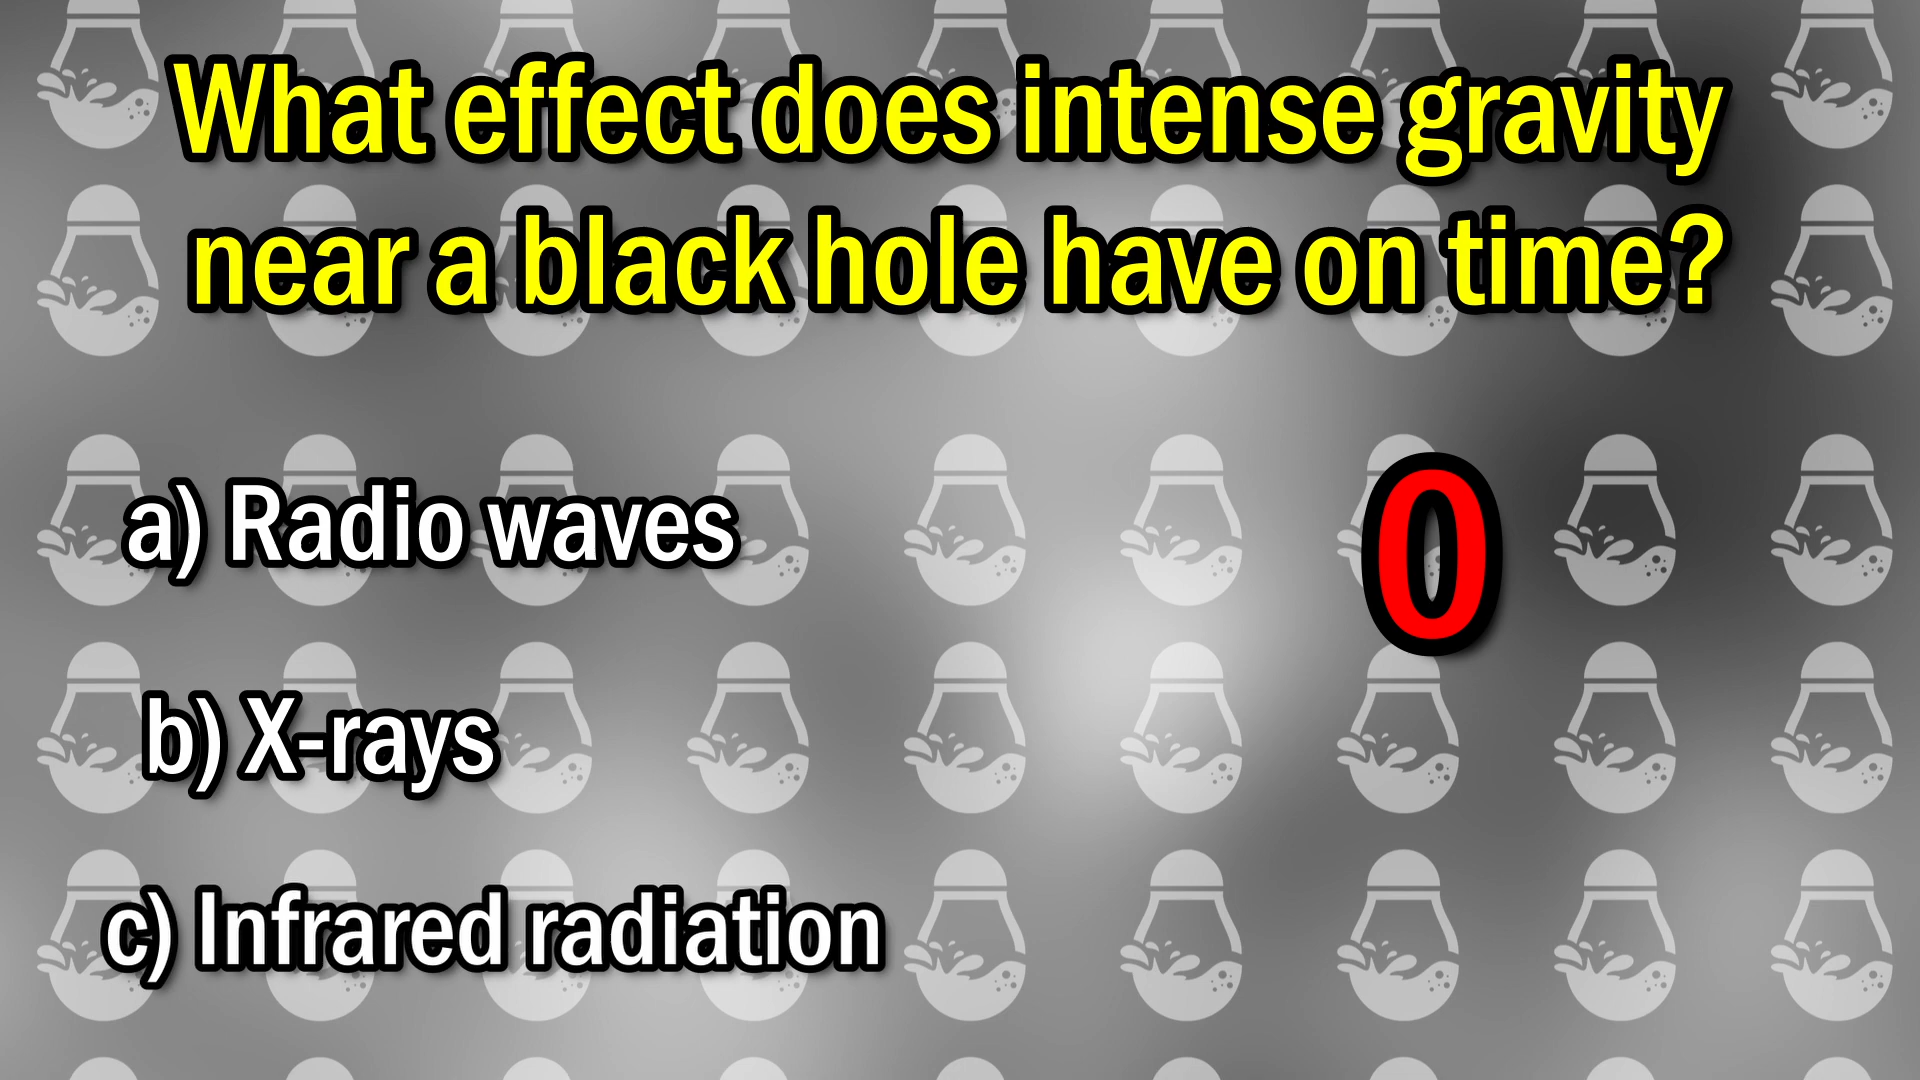 What effect does intense gravity
near a black hole have on time?
a) Radio waves
0
b) X-rays
c) Infrared radiation